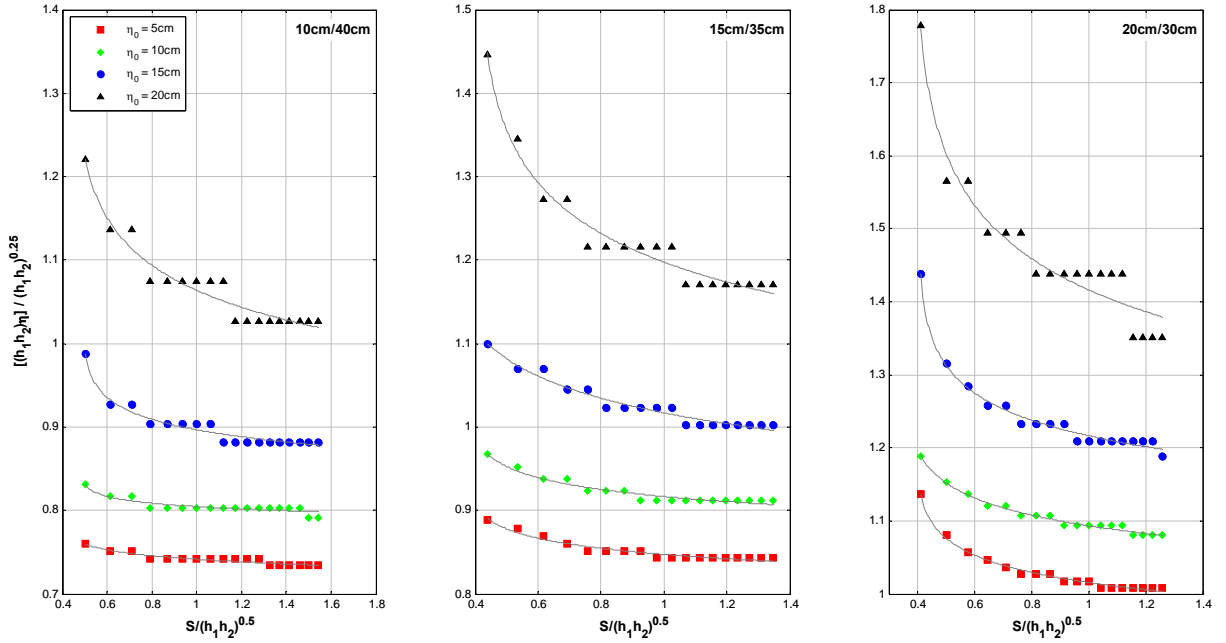 [(h1h2)η] / (h1h2)^0.25
1.4
1.3
1.2
1.1
1
0.9
0.8
0.7
η0 = 5cm
η0 = 10cm
η0 = 15cm
η0 = 20cm
10cm/40cm
0.4 0.6 0.8 1 1.2 1.4 1.6 1.8
S/(h1h2)^0.5
1.5
1.4
1.3
1.2
1.1
1
0.9
0.8
15cm/35cm
0.4 0.6 0.8 1 1.2 1.4
S/(h1h2)^0.5
1.8
1.7
1.6
1.5
1.4
1.3
1.2
1.1
1
20cm/30cm
0.4 0.6 0.8 1 1.2 1.4
S/(h1h2)^0.5